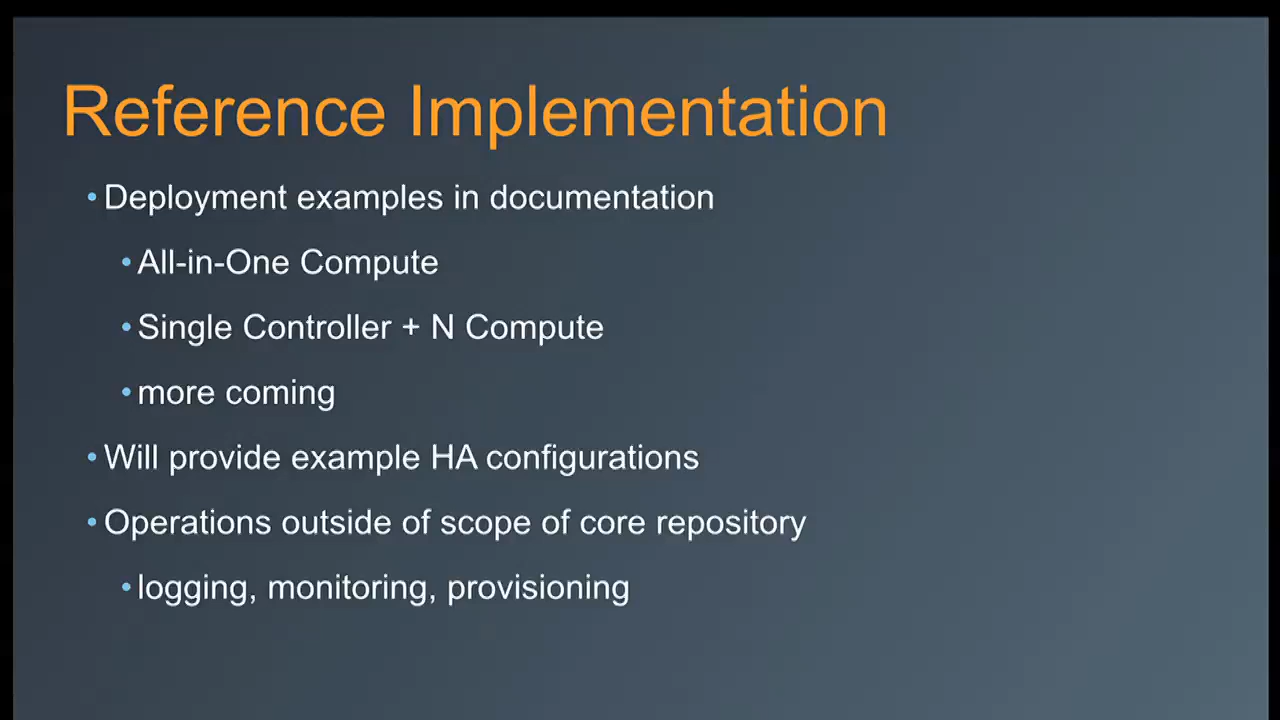 Reference Implementation
• Deployment examples in documentation
• All-in-One Compute
• Single Controller + N Compute
• more coming
• Will provide example HA configurations
• Operations outside of scope of core repository
• logging, monitoring, provisioning